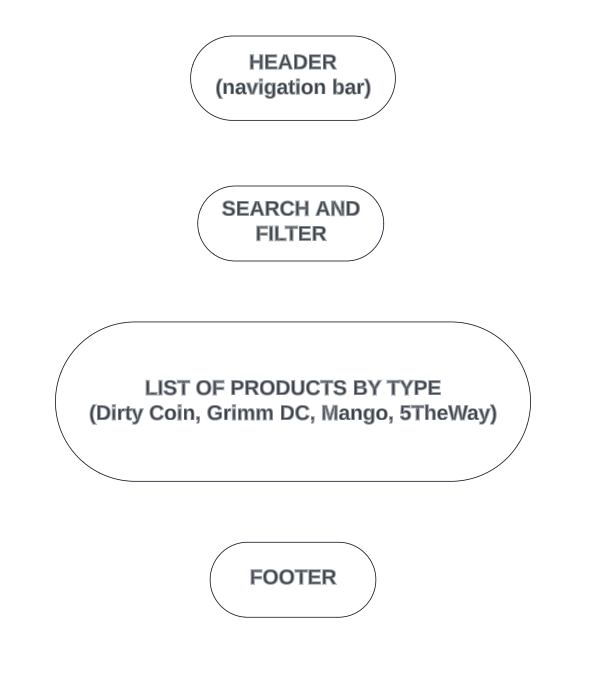 HEADER
(navigation bar)
SEARCH AND
FILTER
LIST OF PRODUCTS BY TYPE
(Dirty Coin, Grimm DC, Mango, 5TheWay)
FOOTER